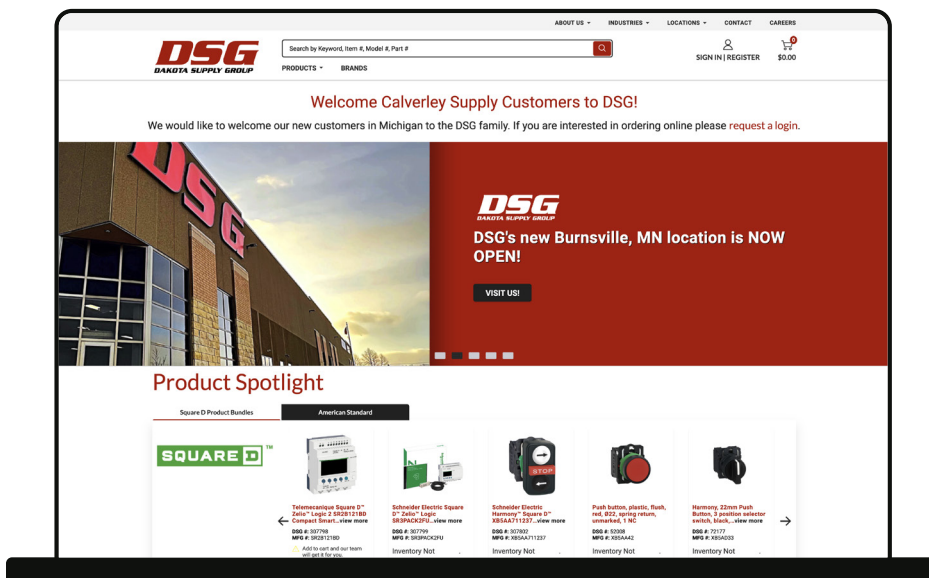 ABOUT US
INDUSTRIES
LOCATIONS
CONTACT
CAREERS
DSG
DAKOTA SUPPLY GROUP
Search by Keyword, Item #, Model #, Part #
PRODUCTS
BRANDS
SIGN IN | REGISTER
0
$0.00
Welcome Calverley Supply Customers to DSG!
We would like to welcome our new customers in Michigan to the DSG family. If you are interested in ordering online please request a login.
DSG
DSG
DAKOTA SUPPLY GROUP
DSG's new Burnsville, MN location is NOW
OPEN!
VISIT US!
Product Spotlight
Square D Product Bundles
American Standard
SQUARE D ™
STOP
Telemecanique Square D™
Zelio™ Logic 2 SR2B121BD
Compact Smart...view more
DSG #: 307798
MFG #: SR2B121BD
Add to cart and our team
will get it for you.
Schneider Electric Square
D™ Zelio™ Logic
SR3PACK2FU...view more
DSG #: 307799
MFG #: SR3PACK2FU
Inventory Not
Schneider Electric
Harmony™ Square D™
XB5AA711237...view more
DSG #: 307802
MFG #: XB5AA711237
Inventory Not
Push button, plastic, flush,
red, Ø22, spring return,
unmarked, 1 NC
DSG #: 52008
MFG #: XB5AA42
Inventory Not
Harmony, 22mm Push
Button, 3 position selector
switch, black,...view more
DSG #: 72177
MFG #: XB5AD33
Inventory Not